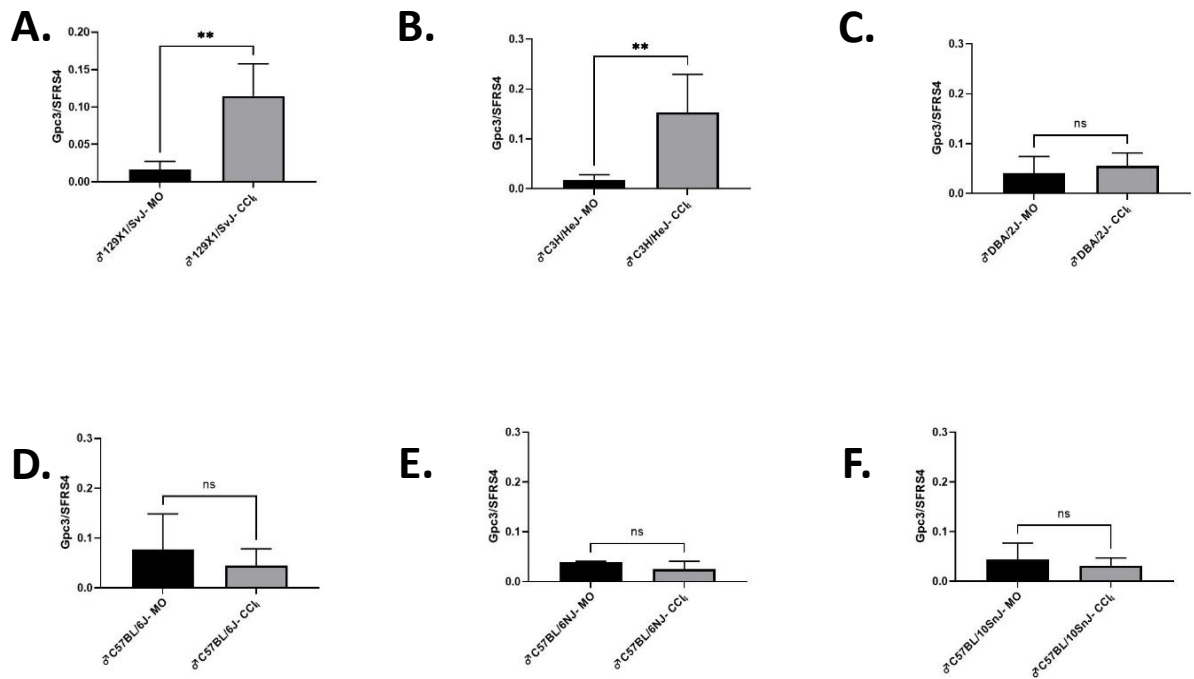 A.
Gpc3/SFRS4
0.20
0.15
0.10
0.05
0.00
**
♂129X1/SvJ- MO
♂129X1/SvJ- CCl₄
B.
Gpc3/SFRS4
0.3
0.2
0.1
0.0
**
♂C3H/HeJ- MO
♂C3H/HeJ- CCl₄
C.
Gpc3/SFRS4
0.3
0.2
0.1
0.0
ns
♂DBA/2J- MO
♂DBA/2J- CCl₄
D.
Gpc3/SFRS4
0.3
0.2
0.1
0.0
ns
♂C57BL/6J- MO
♂C57BL/6J- CCl₄
E.
Gpc3/SFRS4
0.3
0.2
0.1
0.0
ns
♂C57BL/6NJ- MO
♂C57BL/6NJ- CCl₄
F.
Gpc3/SFRS4
0.3
0.2
0.1
0.0
ns
♂C57BL/10SnJ- MO
♂C57BL/10SnJ- CCl₄